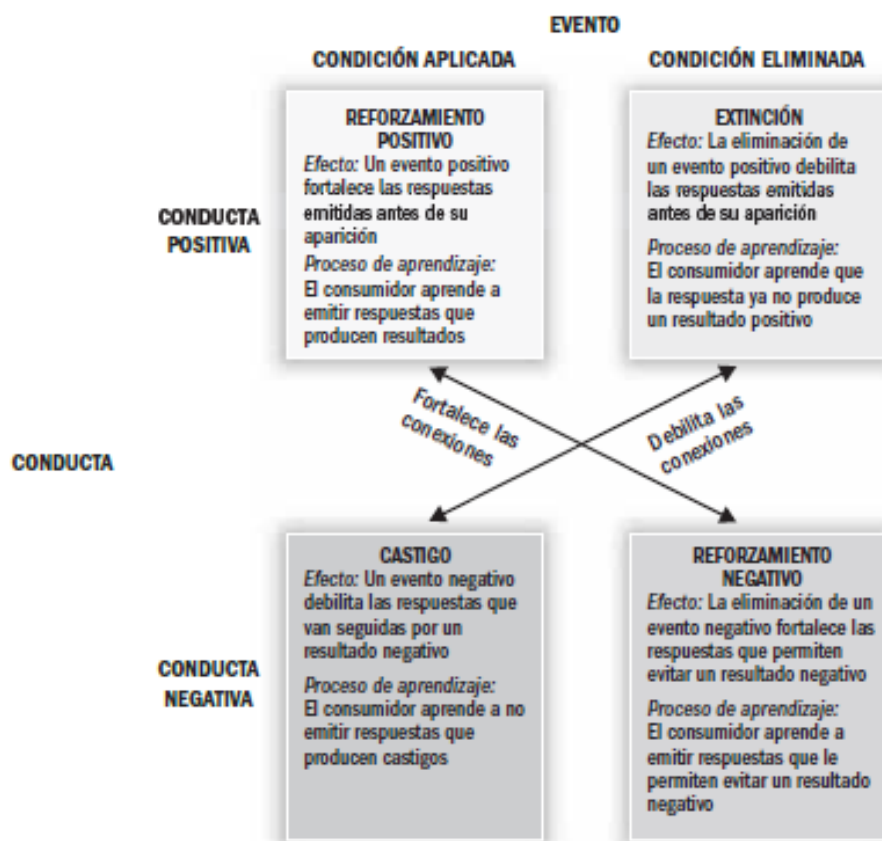 EVENTO
CONDICIÓN APLICADA
CONDICIÓN ELIMINADA
REFORZAMIENTO
POSITIVO
Efecto: Un evento positivo
fortalece las respuestas
emitidas antes de su
aparición
Proceso de aprendizaje:
El consumidor aprende a
emitir respuestas que
producen resultados
EXTINCIÓN
Efecto: La eliminación de
un evento positivo debilita
las respuestas emitidas
antes de su aparición
Proceso de aprendizaje:
El consumidor aprende que
la respuesta ya no produce
un resultado positivo
CONDUCTA
POSITIVA
Fortalece las
conexiones
Debilita las
conexiones
CONDUCTA
CASTIGO
Efecto: Un evento negativo
debilita las respuestas que
van seguidas por un
resultado negativo
Proceso de aprendizaje:
El consumidor aprende a no
emitir respuestas que
producen castigos
REFORZAMIENTO
NEGATIVO
Efecto: La eliminación de un
evento negativo fortalece las
respuestas que permiten
evitar un resultado negativo
Proceso de aprendizaje:
El consumidor aprende a
emitir respuestas que le
permiten evitar un resultado
negativo
CONDUCTA
NEGATIVA